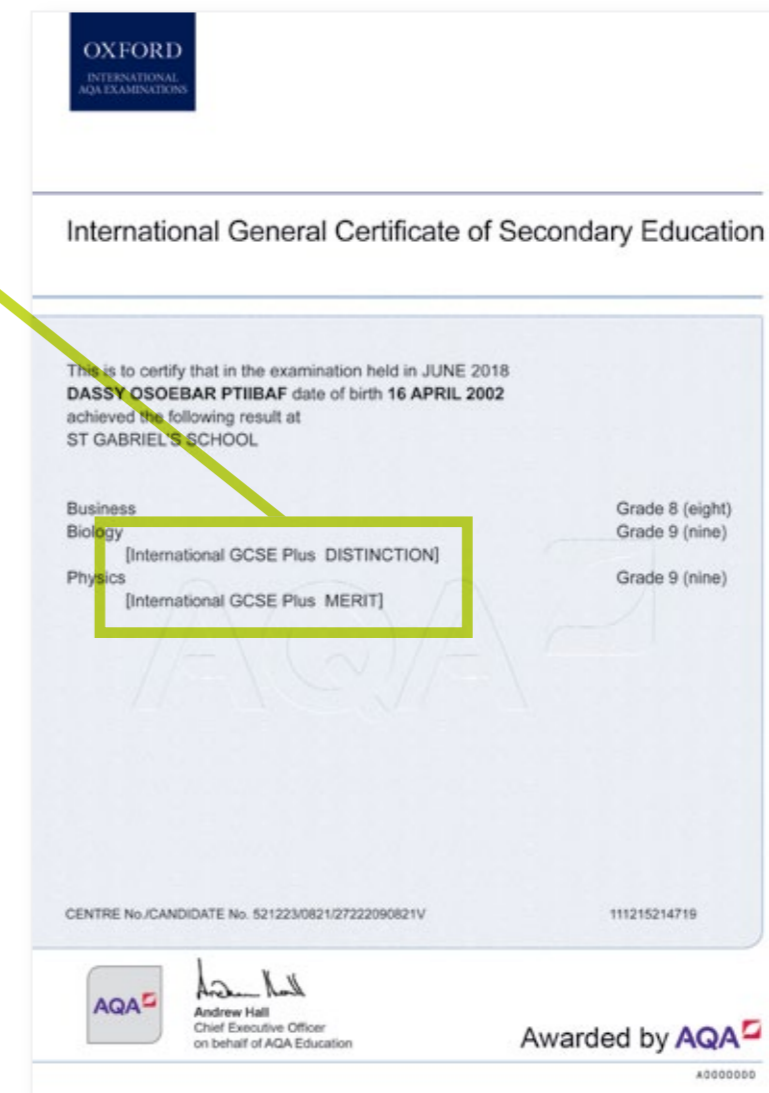 OXFORD
INTERNATIONAL
AQA EXAMINATIONS
International General Certificate of Secondary Education
This is to certify that in the examination held in JUNE 2018
DASSY OSOEBAR PTIIBAF date of birth 16 APRIL 2002
achieved the following result at
ST GABRIEL'S SCHOOL
Business Grade 8 (eight)
Biology Grade 9 (nine)
[International GCSE Plus DISTINCTION]
Physics Grade 9 (nine)
[International GCSE Plus MERIT]
AQA
CENTRE No./CANDIDATE No. 521223/0821/27222090821V 111215214719
AQA
Andrew Hall
Andrew Hall
Chief Executive Officer
on behalf of AQA Education
Awarded by AQA
A0000000